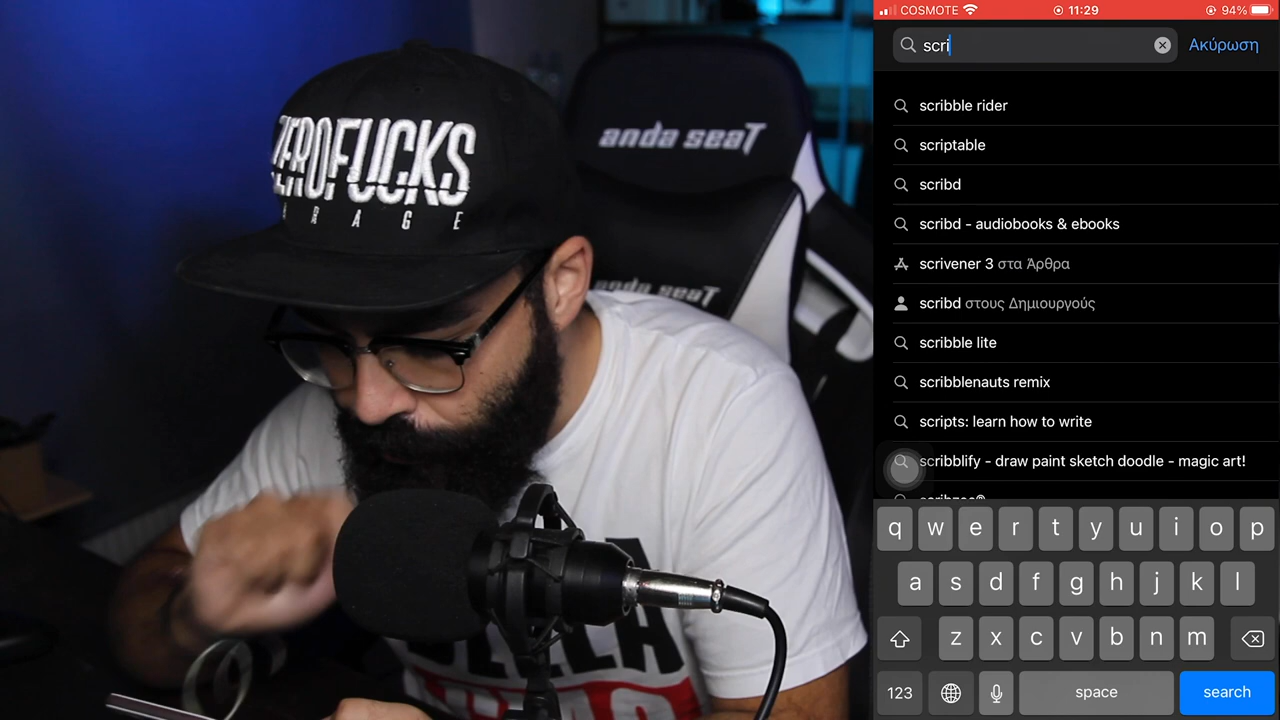 ZEROFUCKS
ARAGE
anda seaT
anda seaT
COSMOTE
11:29
94%
scri
Ακύρωση
scribble rider
scriptable
scribd
scribd - audiobooks & ebooks
scrivener 3 στα Άρθρα
scribd στους Δημιουργούς
scribble lite
scribblenauts remix
scripts: learn how to write
scribblify - draw paint sketch doodle - magic art!
q w e r t y u i o p
a s d f g h j k l
z x c v b n m
123
space
search